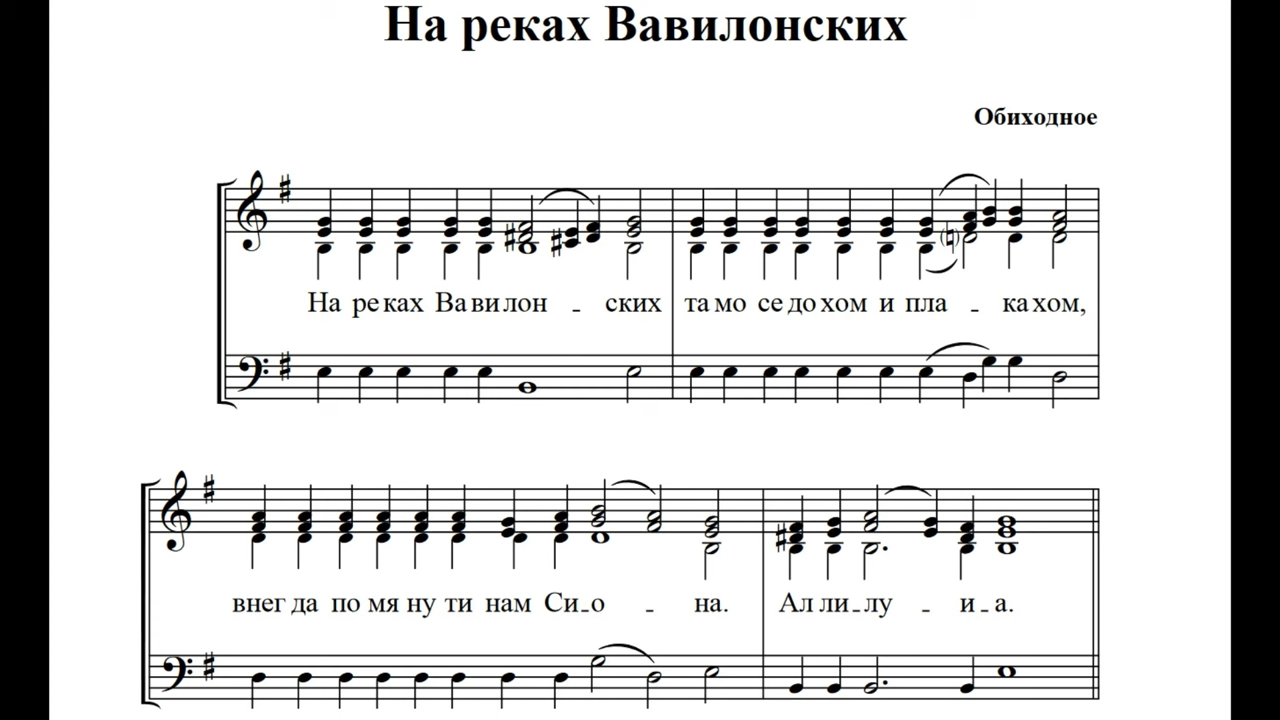 На реках Вавилонских
Обиходное
На ре ках Ва ви лон - ских та мо се до хом и пла - ка хом,
внег да по мя ну ти нам Си - о - на. Ал ли - лу - и - а.